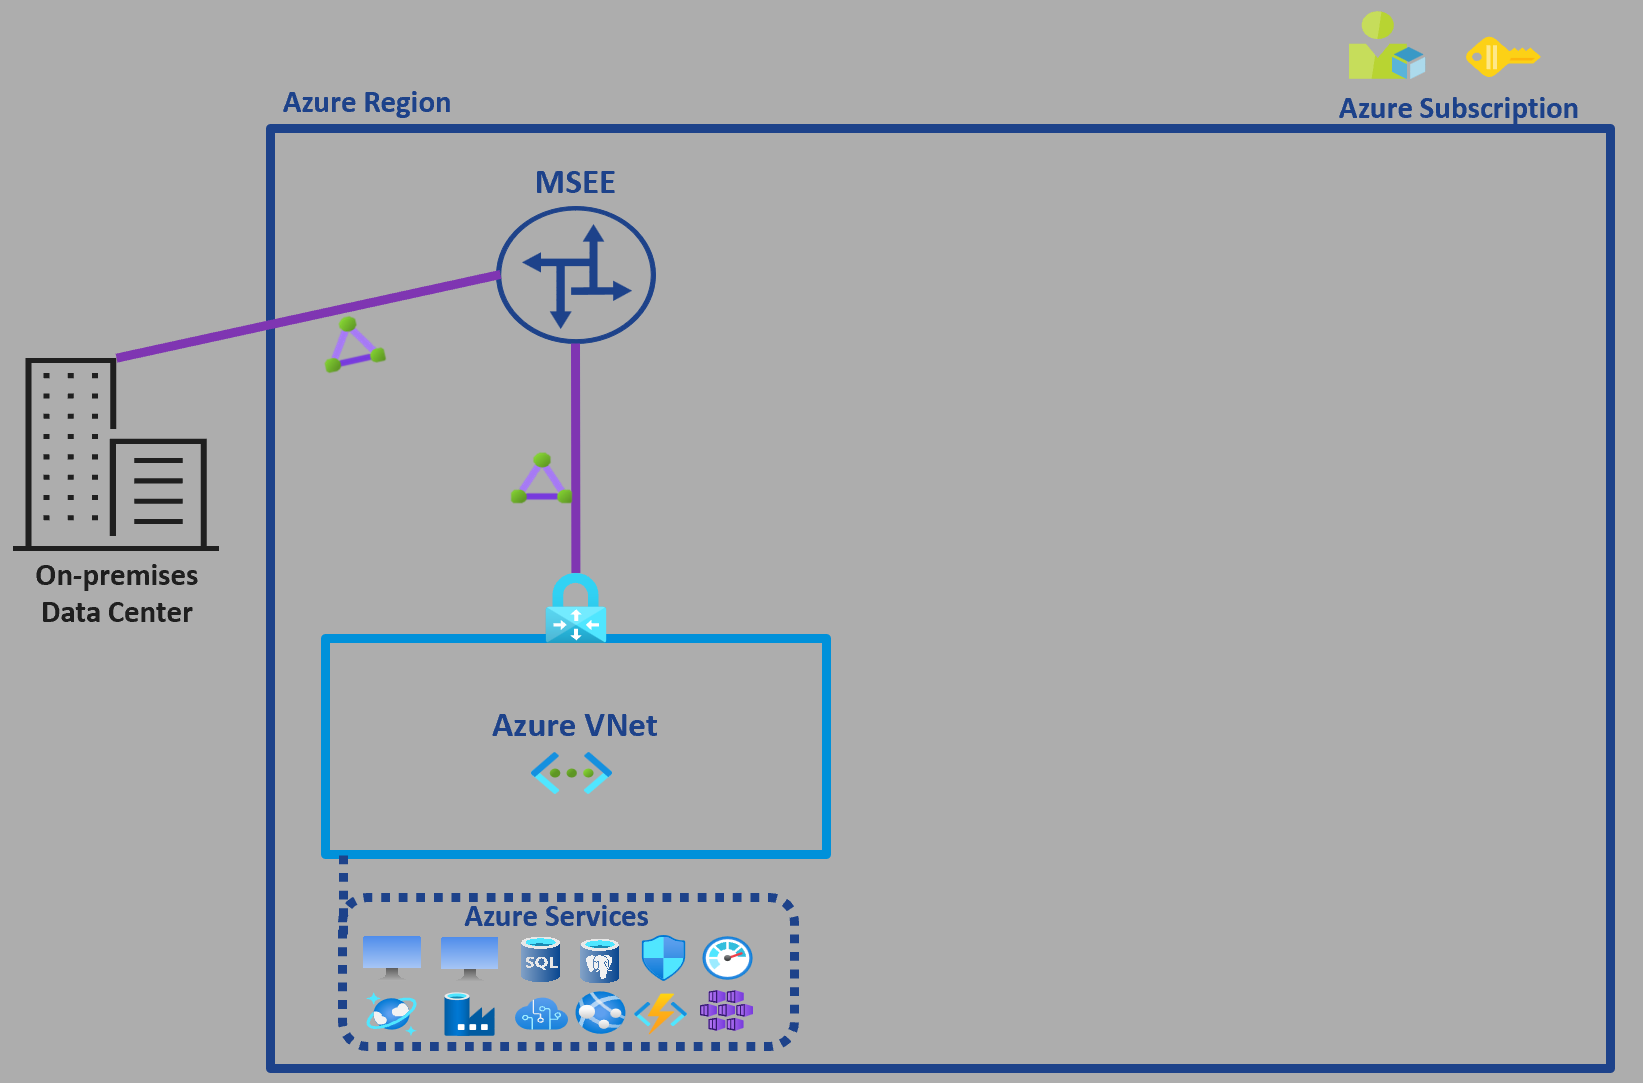 Azure Region
Azure Subscription
MSEE
On-premises
Data Center
Azure VNet
Azure Services
SQL